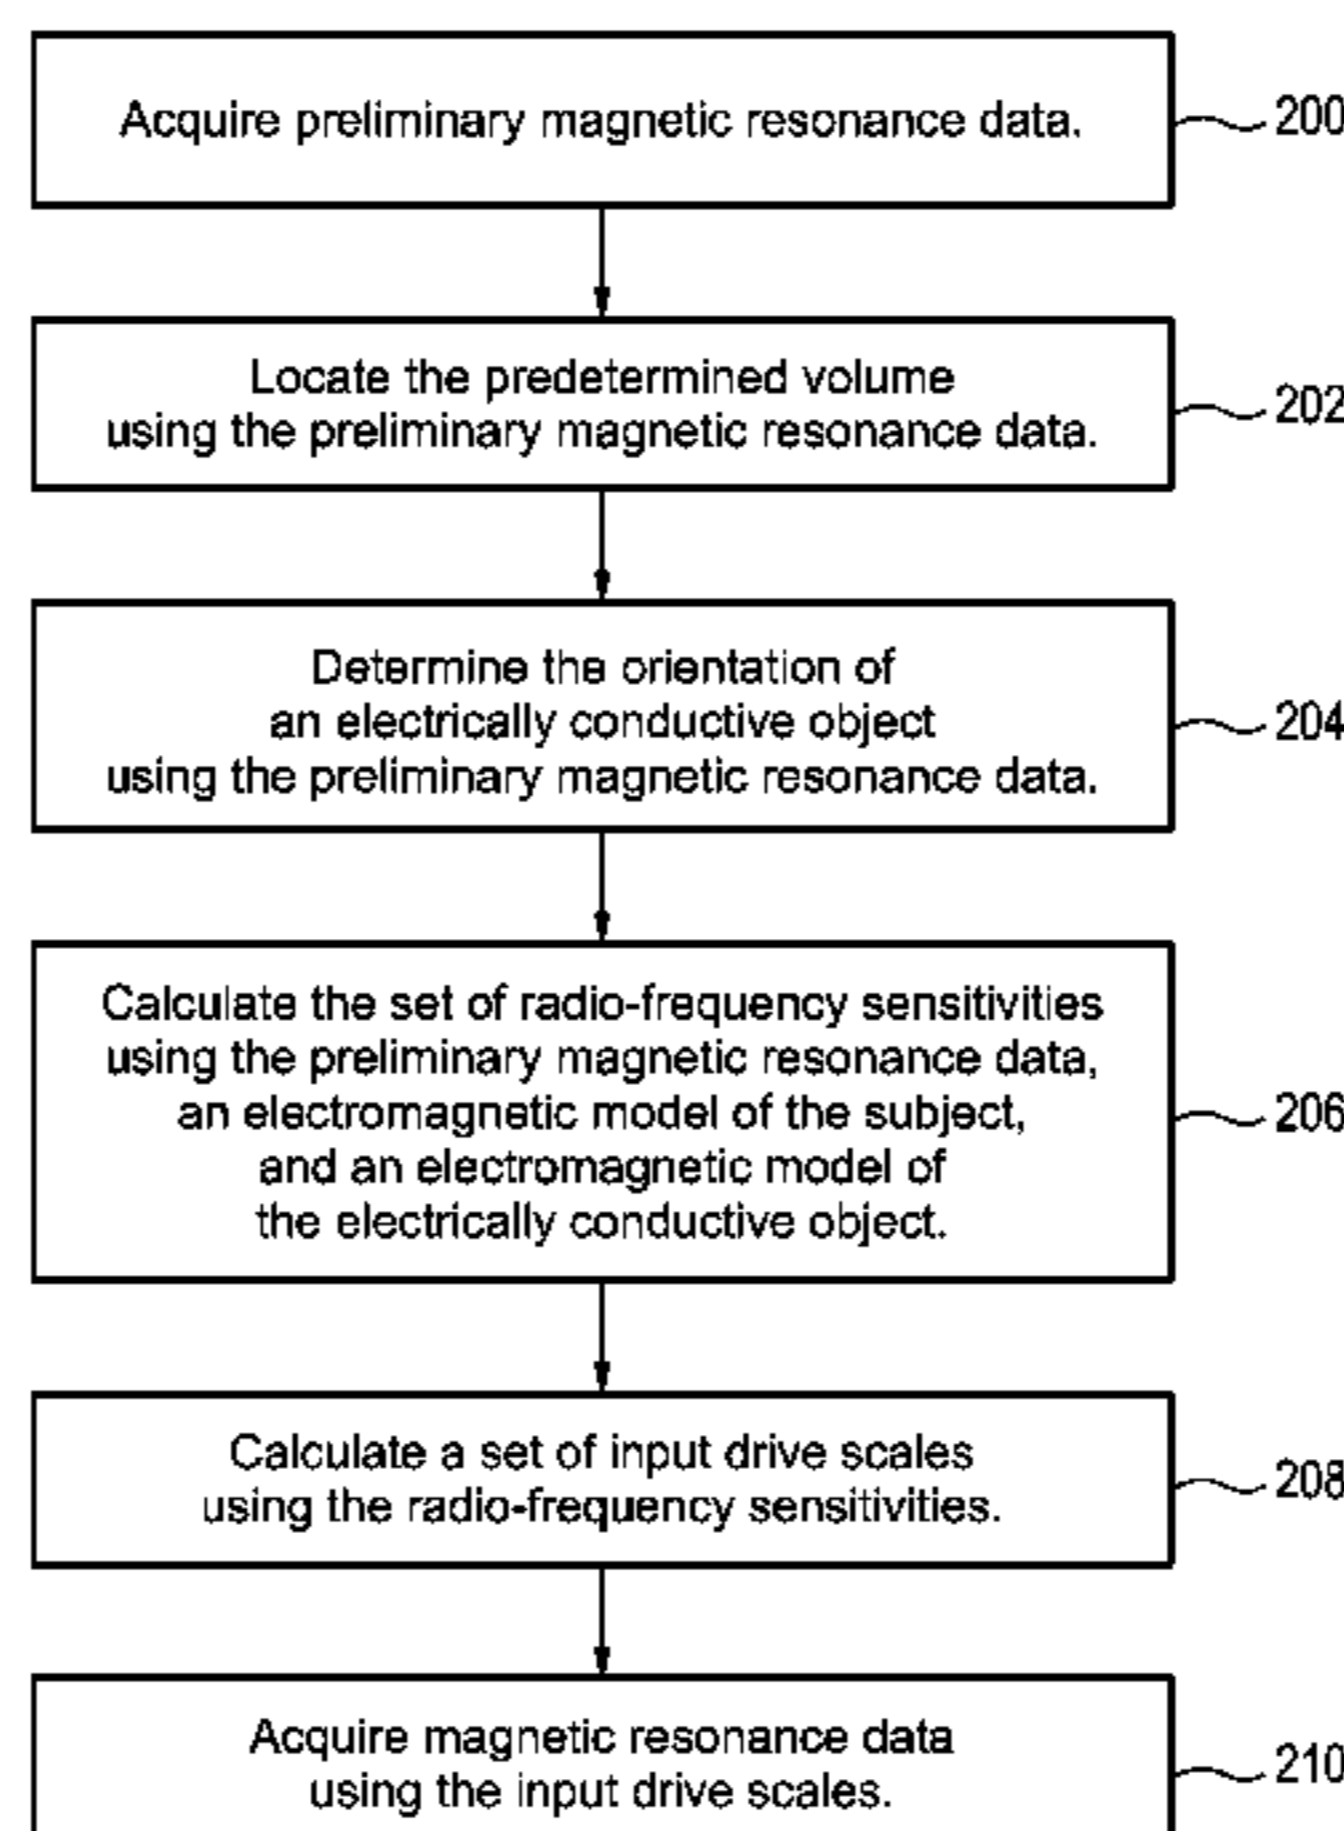 Acquire preliminary magnetic resonance data.
200
Locate the predetermined volume
using the preliminary magnetic resonance data.
202
Determine the orientation of
an electrically conductive object
using the preliminary magnetic resonance data.
204
Calculate the set of radio-frequency sensitivities
using the preliminary magnetic resonance data,
an electromagnetic model of the subject,
and an electromagnetic model of
the electrically conductive object.
206
Calculate a set of input drive scales
using the radio-frequency sensitivities.
208
Acquire magnetic resonance data
using the input drive scales.
210